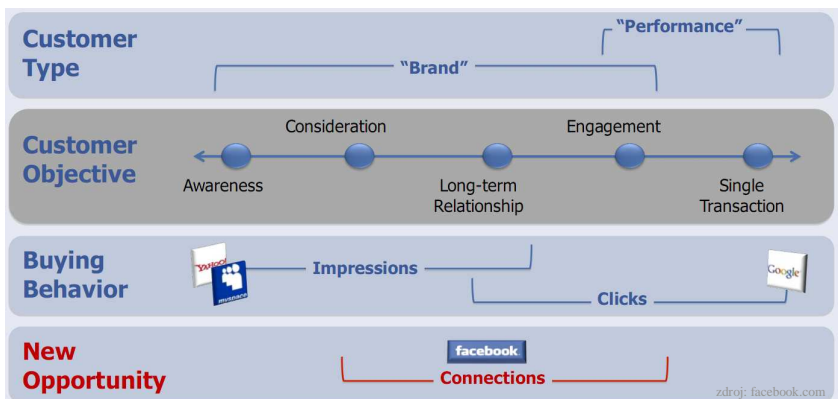 Customer
Type
“Performance”
“Brand”
Customer
Objective
Consideration
Engagement
Awareness
Long-term
Relationship
Single
Transaction
Buying
Behavior
YAHOO!
myspace
Impressions
Clicks
Google
New
Opportunity
facebook
Connections
zdroj: facebook.com